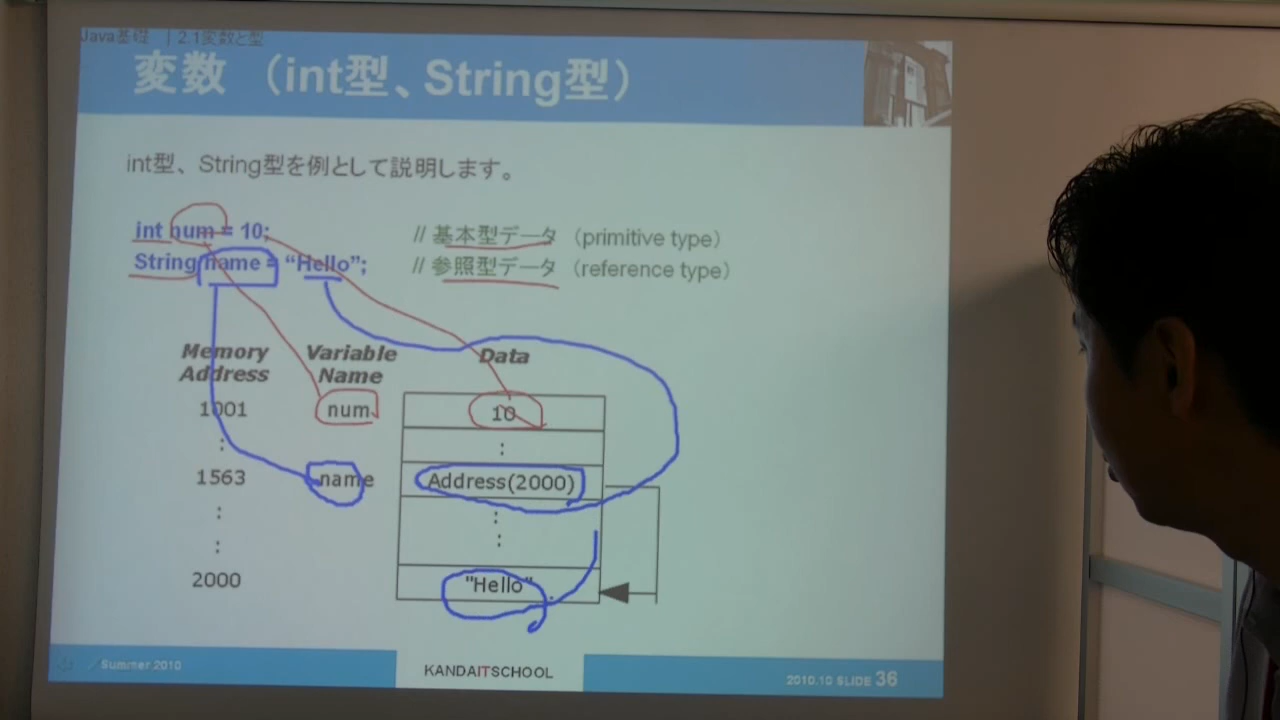 Java基礎 | 2.1変数と型
変数 （int型、String型）
int型、String型を例として説明します。
int num = 10; // 基本型データ （primitive type）
String name = “Hello”; // 参照型データ （reference type）
Memory Address Variable Name Data
1001 num 10
: :
1563 name Address(2000)
: :
: :
2000 "Hello"
Summer 2010 KANDAITSCHOOL 2010.10 SLIDE 36